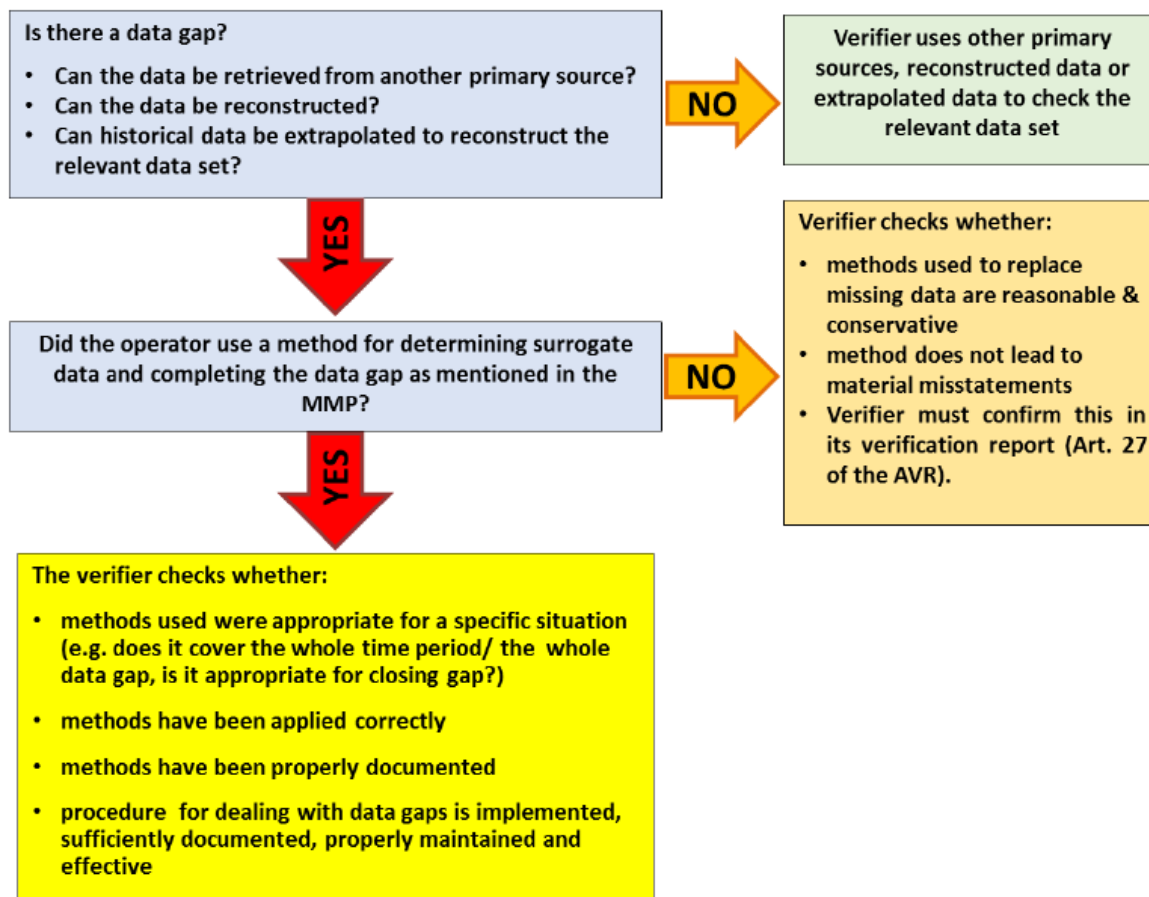 Is there a data gap?
• Can the data be retrieved from another primary source?
• Can the data be reconstructed?
• Can historical data be extrapolated to reconstruct the
relevant data set?
NO
Verifier uses other primary
sources, reconstructed data or
extrapolated data to check the
relevant data set
YES
Did the operator use a method for determining surrogate
data and completing the data gap as mentioned in the
MMP?
NO
Verifier checks whether:
• methods used to replace
missing data are reasonable &
conservative
• method does not lead to
material misstatements
• Verifier must confirm this in
its verification report (Art. 27
of the AVR).
YES
The verifier checks whether:
• methods used were appropriate for a specific situation
(e.g. does it cover the whole time period/ the whole
data gap, is it appropriate for closing gap?)
• methods have been applied correctly
• methods have been properly documented
• procedure for dealing with data gaps is implemented,
sufficiently documented, properly maintained and
effective